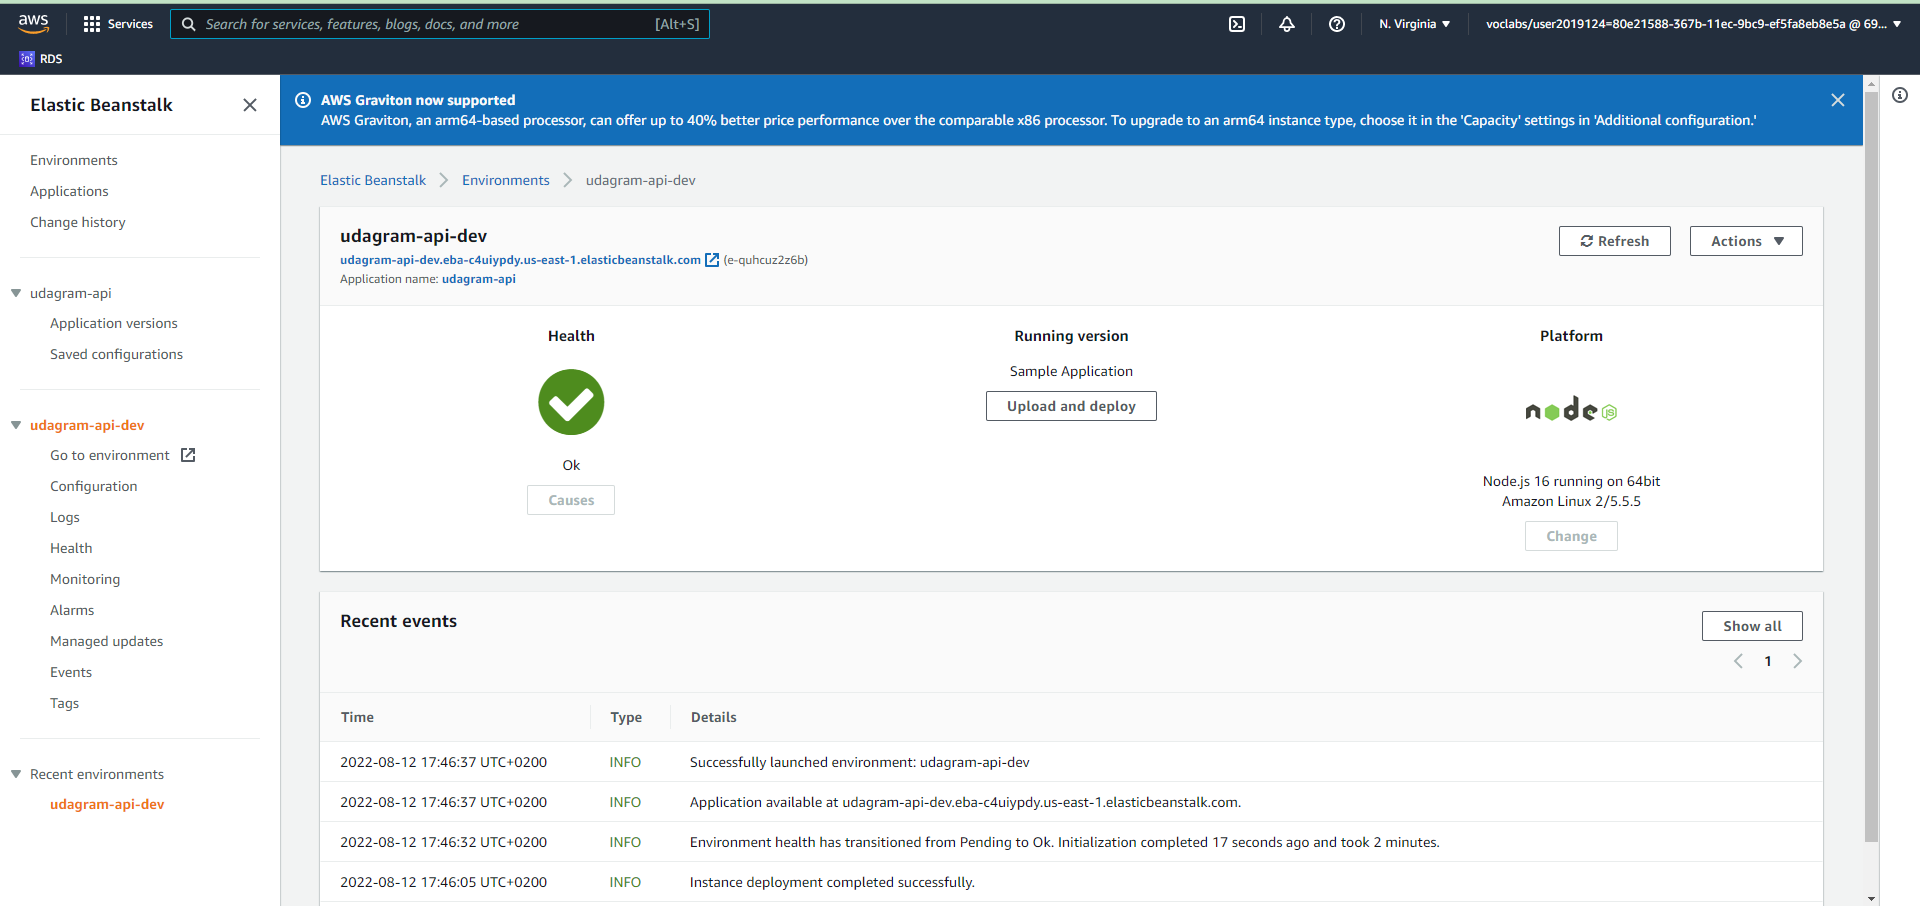 aws
Services
Search for services, features, blogs, docs, and more
[Alt+S]
N. Virginia
voclabs/user2019124=80e21588-367b-11ec-9bc9-ef5fa8eb8e5a @ 69...
RDS
Elastic Beanstalk
Environments
Applications
Change history
udagram-api
Application versions
Saved configurations
udagram-api-dev
Go to environment
Configuration
Logs
Health
Monitoring
Alarms
Managed updates
Events
Tags
Recent environments
udagram-api-dev
AWS Graviton now supported
AWS Graviton, an arm64-based processor, can offer up to 40% better price performance over the comparable x86 processor. To upgrade to an arm64 instance type, choose it in the 'Capacity' settings in 'Additional configuration.'
Elastic Beanstalk
Environments
udagram-api-dev
udagram-api-dev
udagram-api-dev.eba-c4uiypdy.us-east-1.elasticbeanstalk.com (e-quhcuz2z6b)
Application name: udagram-api
Refresh
Actions
Health
Ok
Causes
Running version
Sample Application
Upload and deploy
Platform
node JS
Node.js 16 running on 64bit
Amazon Linux 2/5.5.5
Change
Recent events
Show all
1
Time Type Details
2022-08-12 17:46:37 UTC+0200 INFO Successfully launched environment: udagram-api-dev
2022-08-12 17:46:37 UTC+0200 INFO Application available at udagram-api-dev.eba-c4uiypdy.us-east-1.elasticbeanstalk.com.
2022-08-12 17:46:32 UTC+0200 INFO Environment health has transitioned from Pending to Ok. Initialization completed 17 seconds ago and took 2 minutes.
2022-08-12 17:46:05 UTC+0200 INFO Instance deployment completed successfully.